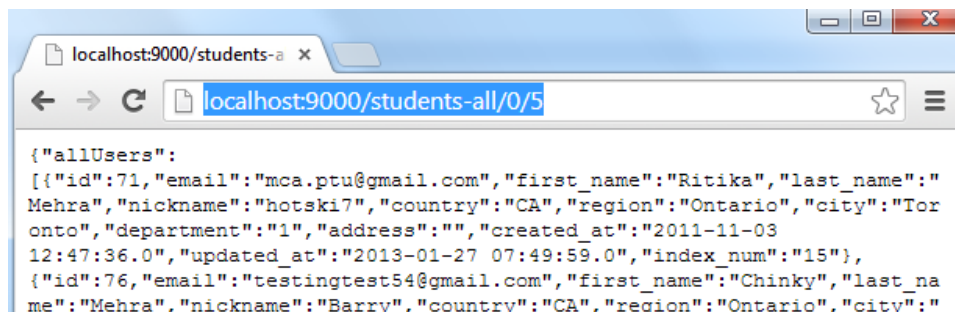 localhost:9000/students-a
localhost:9000/students-all/0/5
{"allUsers":
[{"id":71,"email":"mca.ptu@gmail.com","first_name":"Ritika","last_name":"
Mehra","nickname":"hotski7","country":"CA","region":"Ontario","city":"Tor
onto","department":"1","address":"","created_at":"2011-11-03
12:47:36.0","updated_at":"2013-01-27 07:49:59.0","index_num":"15"},
{"id":76,"email":"testingtest54@gmail.com","first_name":"Chinky","last_na
me":"Mehra","nickname":"Barry","country":"CA","region":"Ontario","city":"